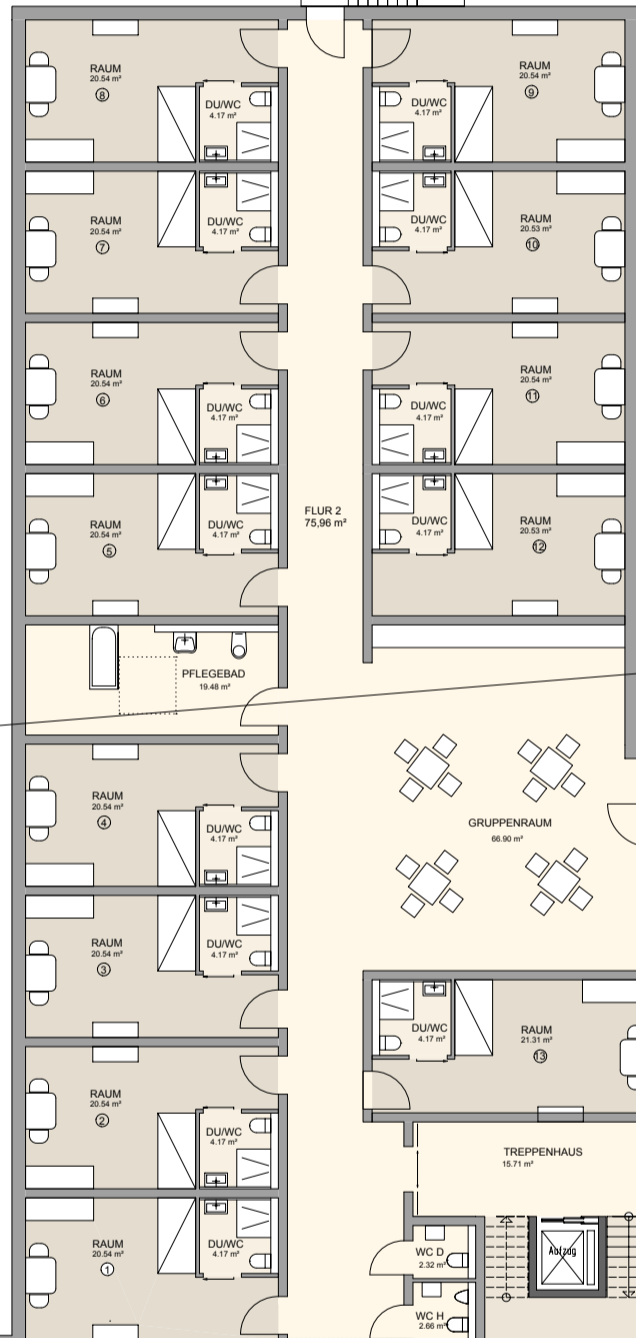 RAUM
20.54 m²
8
DU/WC
4.17 m²
DU/WC
4.17 m²
RAUM
20.54 m²
9
RAUM
20.54 m²
7
DU/WC
4.17 m²
DU/WC
4.17 m²
RAUM
20.53 m²
10
RAUM
20.54 m²
6
DU/WC
4.17 m²
DU/WC
4.17 m²
RAUM
20.54 m²
11
RAUM
20.54 m²
5
DU/WC
4.17 m²
FLUR 2
75,96 m²
DU/WC
4.17 m²
RAUM
20.53 m²
12
PFLEGEBAD
19.48 m²
RAUM
20.54 m²
4
DU/WC
4.17 m²
GRUPPENRAUM
66.90 m²
RAUM
20.54 m²
3
DU/WC
4.17 m²
DU/WC
4.17 m²
RAUM
21.31 m²
13
RAUM
20.54 m²
2
DU/WC
4.17 m²
TREPPENHAUS
15.71 m²
RAUM
20.54 m²
1
DU/WC
4.17 m²
WC D
2.32 m²
Aufzug
WC H
2.66 m²